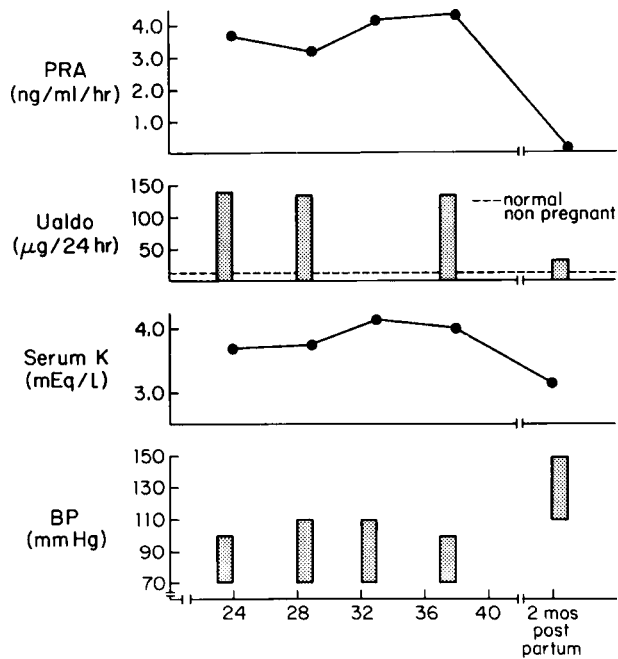 4.0
PRA
3.0
(ng/ml/hr)
2.0
1.0
150
Ualdo
100
(μg/24 hr)
50
normal
non pregnant
4.0
Serum K
(mEq/L)
3.0
150
130
BP
110
(mm Hg)
90
70
24 28 32 36 40 2 mos
post
partum